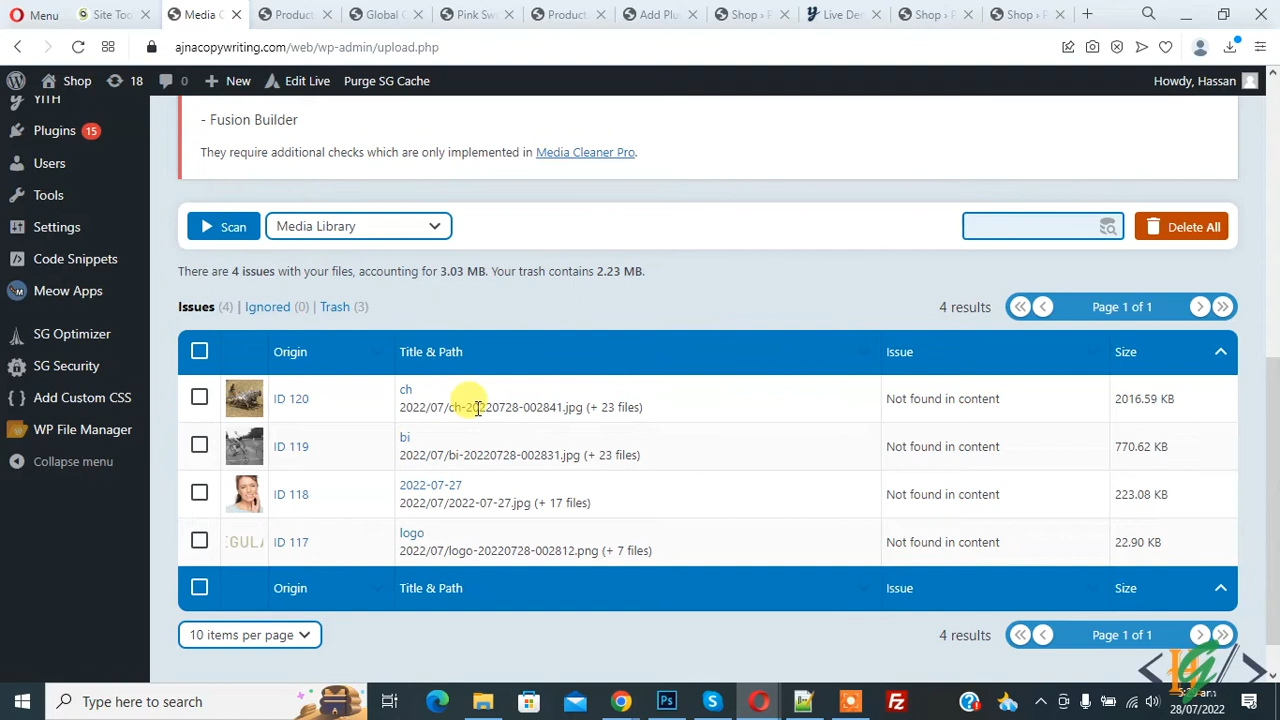 Menu
Site Too
Media C
Product
Global C
Pink Swe
Product
Add Plu
Shop ‹ P
Live De
Shop ‹ P
Shop ‹ P
ajnacopywriting.com/web/wp-admin/upload.php
Shop 18 0 New Edit Live Purge SG Cache Howdy, Hassan
YITH
Plugins 15
Users
Tools
Settings
Code Snippets
Meow Apps
SG Optimizer
SG Security
Add Custom CSS
WP File Manager
Collapse menu
- Fusion Builder
They require additional checks which are only implemented in Media Cleaner Pro.
Scan Media Library Delete All
There are 4 issues with your files, accounting for 3.03 MB. Your trash contains 2.23 MB.
Issues (4) | Ignored (0) | Trash (3) 4 results Page 1 of 1
Origin Title & Path Issue Size
ID 120 ch Not found in content 2016.59 KB
2022/07/ch-20220728-002841.jpg (+ 23 files)
ID 119 bi Not found in content 770.62 KB
2022/07/bi-20220728-002831.jpg (+ 23 files)
ID 118 2022-07-27 Not found in content 223.08 KB
2022/07/2022-07-27.jpg (+ 17 files)
ID 117 logo Not found in content 22.90 KB
2022/07/logo-20220728-002812.png (+ 7 files)
Origin Title & Path Issue Size
10 items per page 4 results Page 1 of 1
Type here to search
28/07/2022